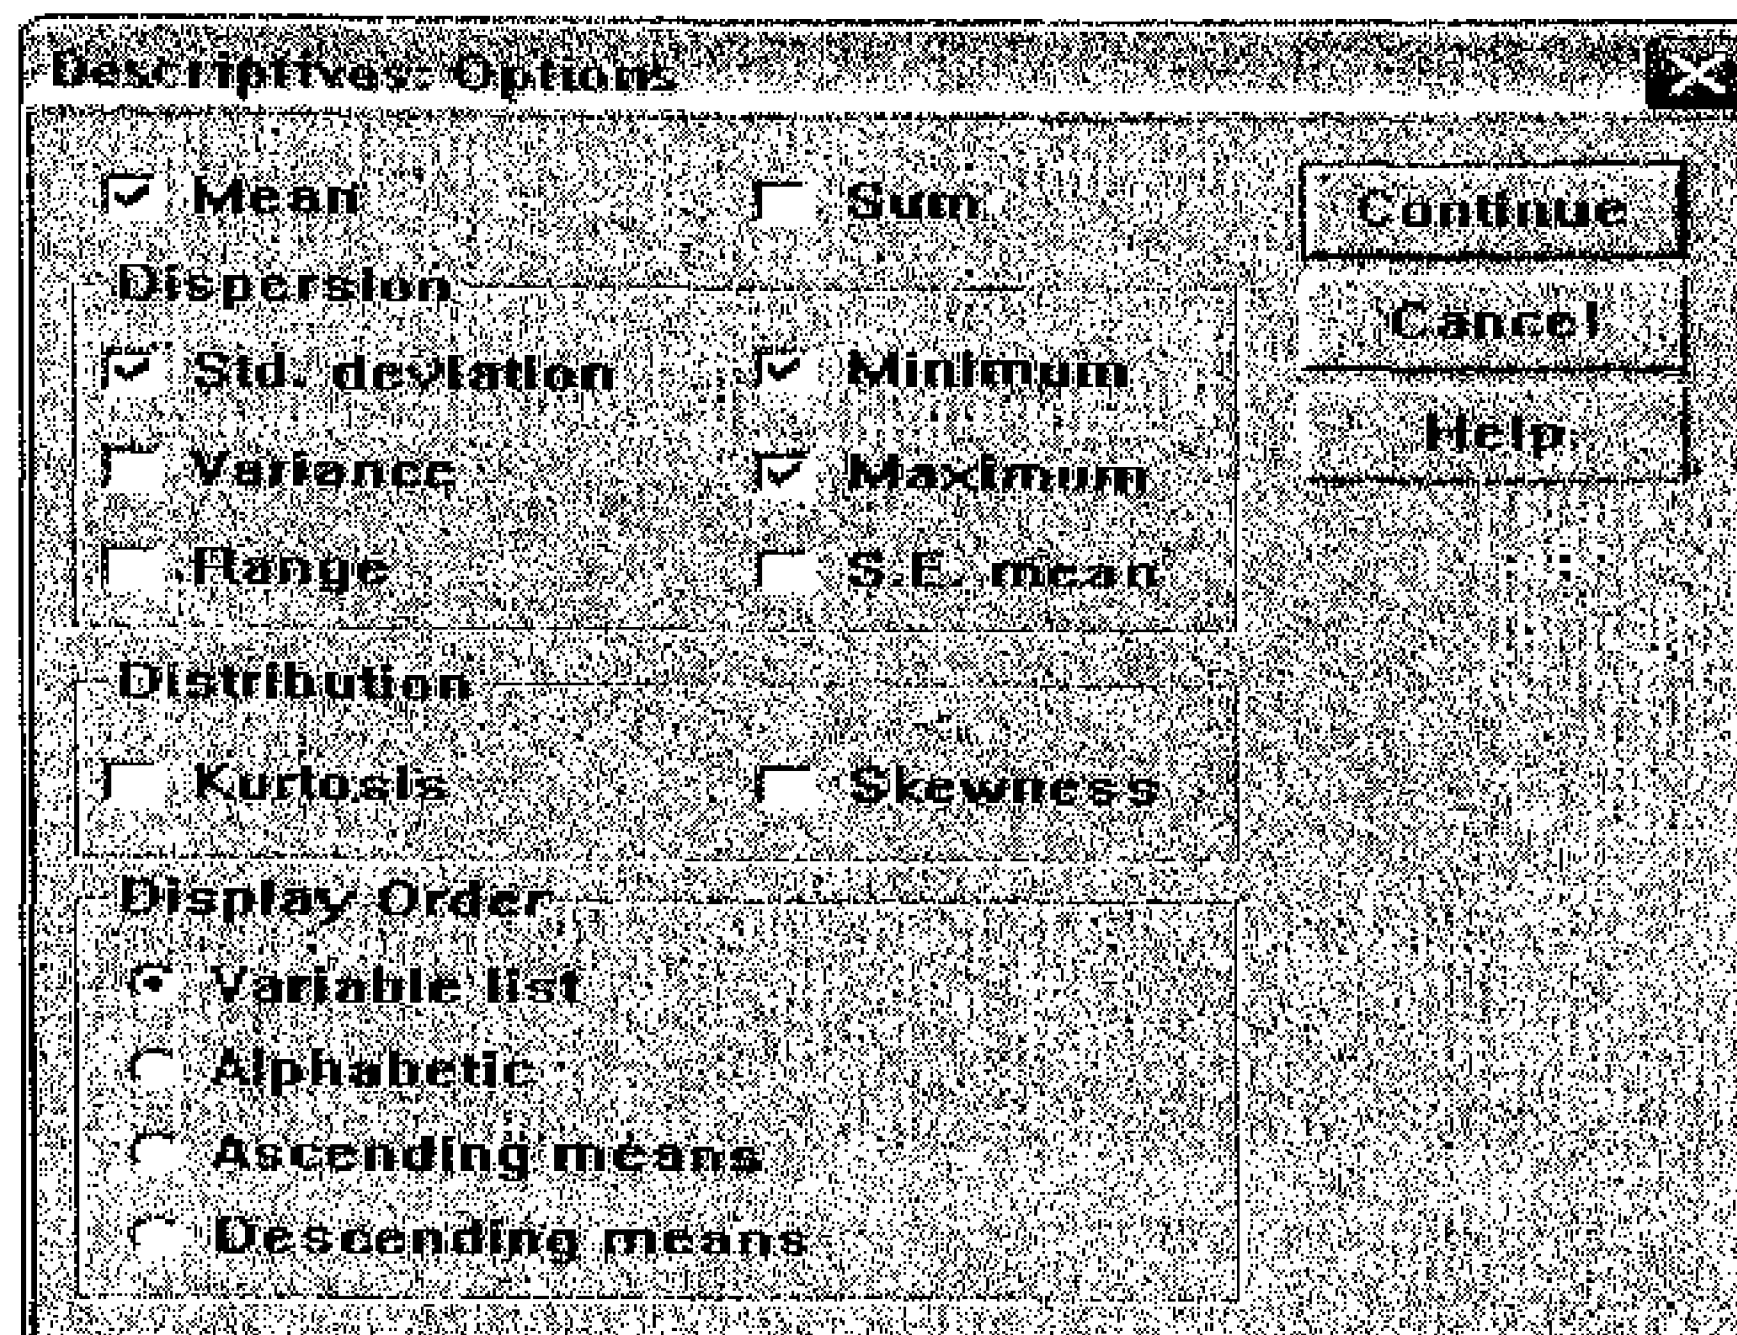 Descriptives: Options
Mean
Sum
Continue
Dispersion
Cancel
Std. deviation
Minimum
Help
Variance
Maximum
Range
S.E. mean
Distribution
Kurtosis
Skewness
Display Order
Variable list
Alphabetic
Ascending means
Descending means